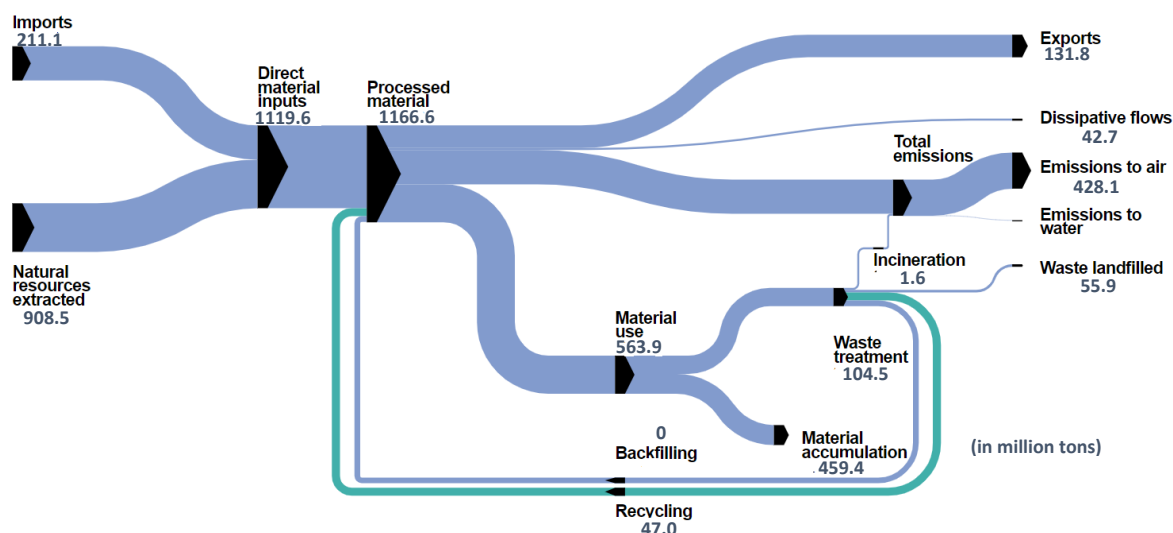 Imports
211.1
Natural
resources
extracted
908.5
Direct
material
inputs
1119.6
Processed
material
1166.6
Exports
131.8
Dissipative flows
42.7
Total
emissions
Emissions to air
428.1
Emissions to
water
Incineration
1.6
Waste landfilled
55.9
Material
use
563.9
Waste
treatment
104.5
0
Backfilling
Material
accumulation
459.4
(in million tons)
Recycling
47.0